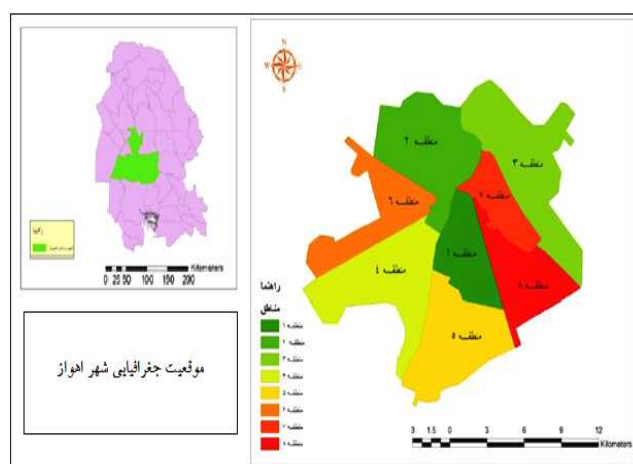 راهنما
0 25 50 100 150 200
Kilometers
موقعیت جغرافیایی شهر اهواز
N
W
E
S
منطقه ۲
منطقه ۳
منطقه ۷
منطقه ۶
منطقه ۱
منطقه ۴
منطقه ۸
منطقه ۵
راهنما
مناطق
منطقه ۱
منطقه ۲
منطقه ۳
منطقه ۴
منطقه ۵
منطقه ۶
منطقه ۷
منطقه ۸
3 1.5 0 3 6 9 12
Kilometers